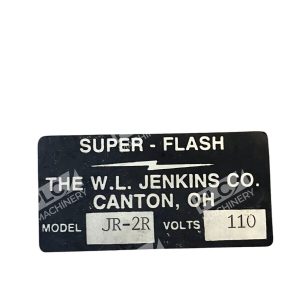 SUPER - FLASH
THE W.L. JENKINS CO.
CANTON, OH
MODEL JR-2R VOLTS 110